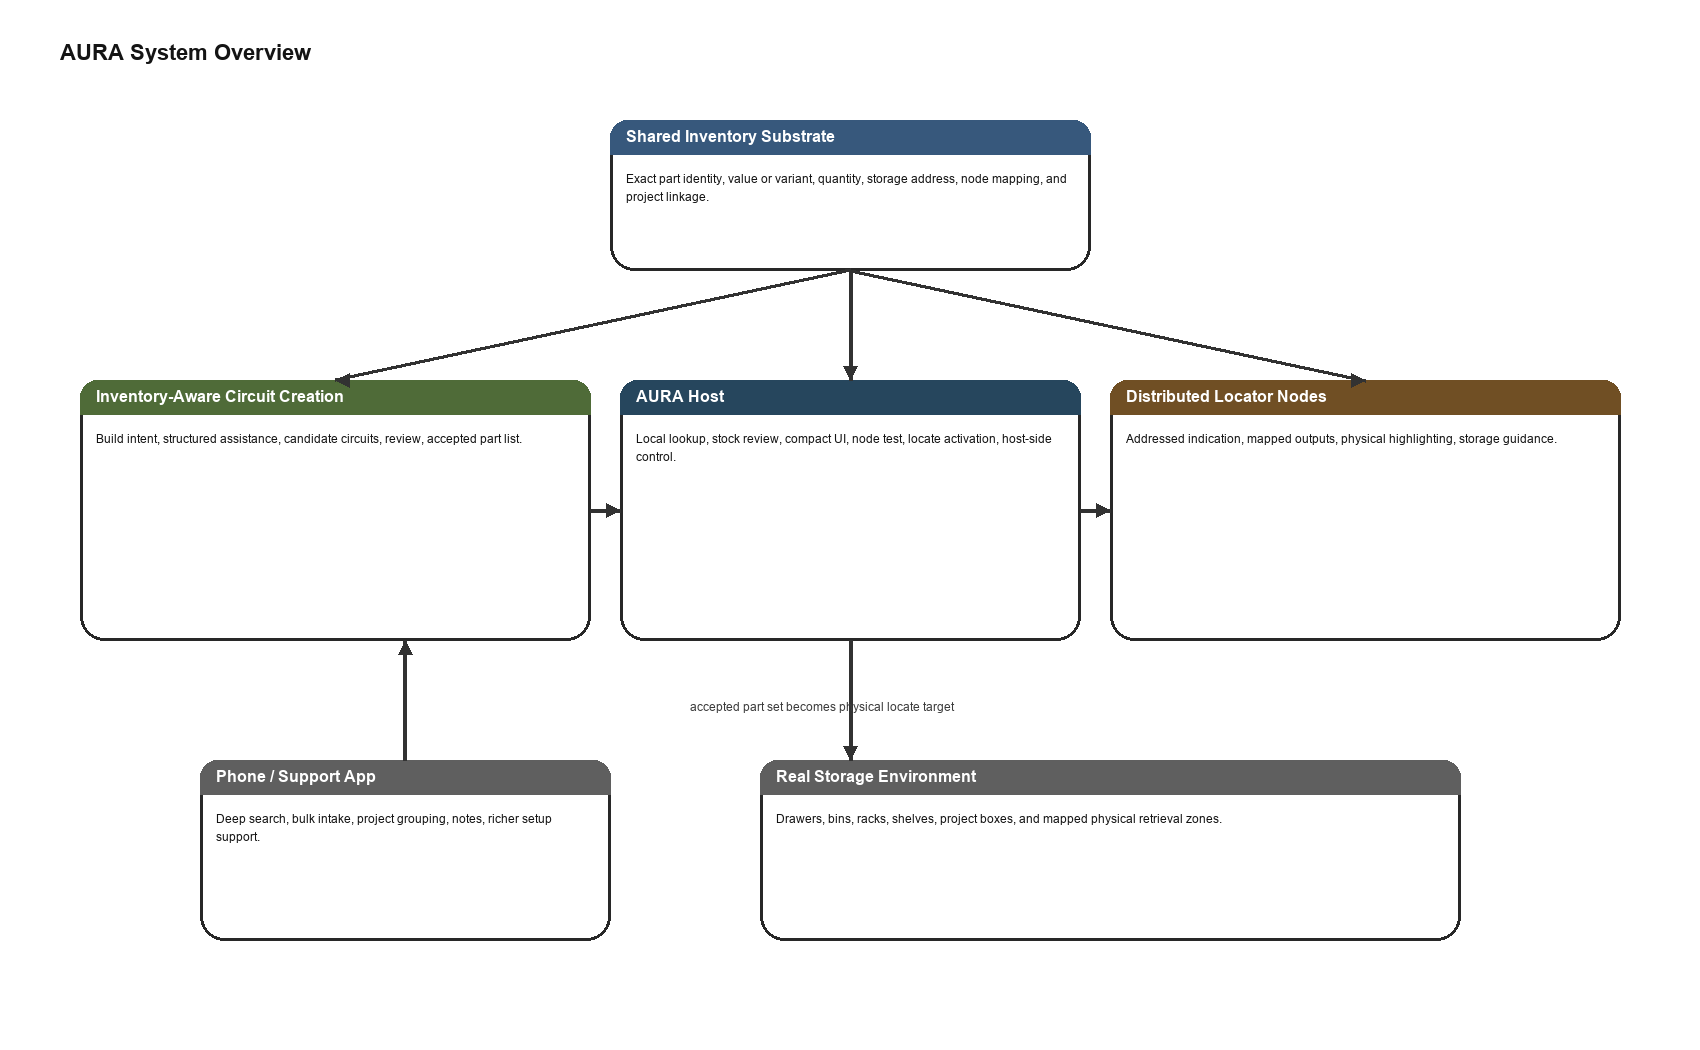 AURA System Overview
Shared Inventory Substrate
Exact part identity, value or variant, quantity, storage address, node mapping, and
project linkage.
Inventory-Aware Circuit Creation
Build intent, structured assistance, candidate circuits, review, accepted part list.
AURA Host
Local lookup, stock review, compact UI, node test, locate activation, host-side
control.
Distributed Locator Nodes
Addressed indication, mapped outputs, physical highlighting, storage guidance.
accepted part set becomes physical locate target
Phone / Support App
Deep search, bulk intake, project grouping, notes, richer setup
support.
Real Storage Environment
Drawers, bins, racks, shelves, project boxes, and mapped physical retrieval zones.